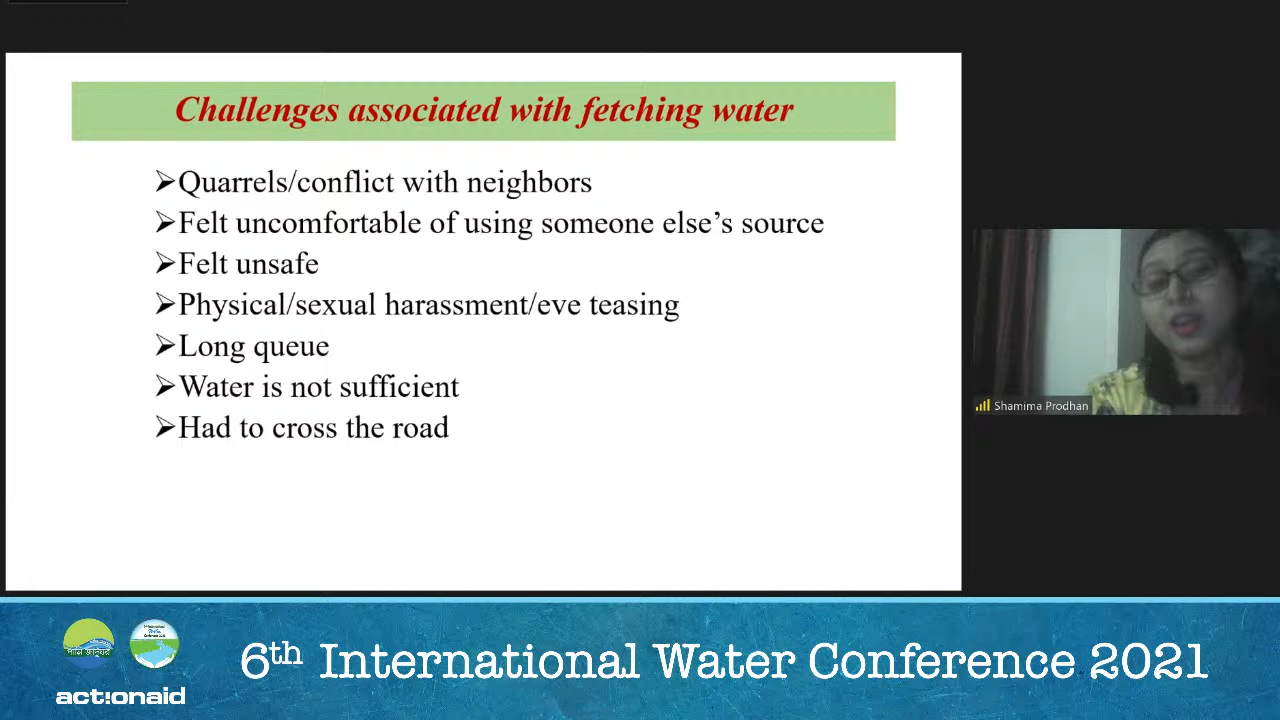 Challenges associated with fetching water
➢Quarrels/conflict with neighbors
➢Felt uncomfortable of using someone else’s source
➢Felt unsafe
➢Physical/sexual harassment/eve teasing
➢Long queue
➢Water is not sufficient
➢Had to cross the road
Shamima Prodhan
6th International Water Conference 2021
act:onaid